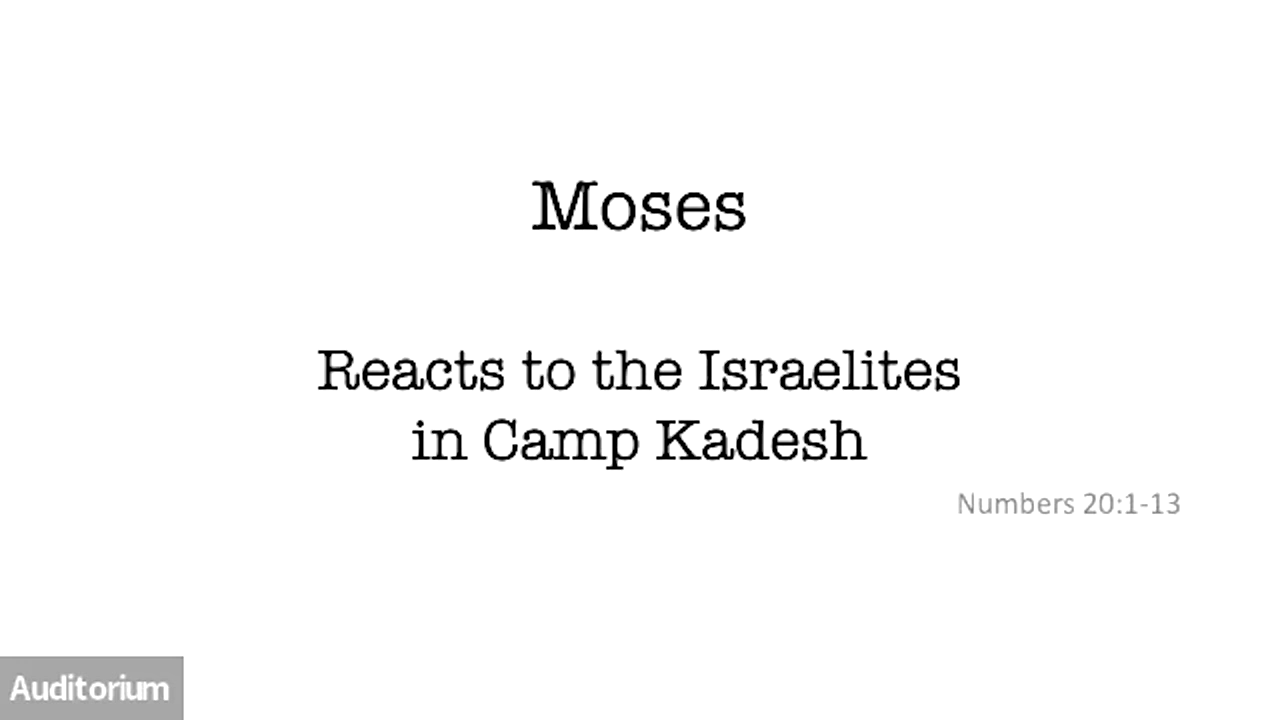 Moses
Reacts to the Israelites
in Camp Kadesh
Numbers 20:1-13
Auditorium